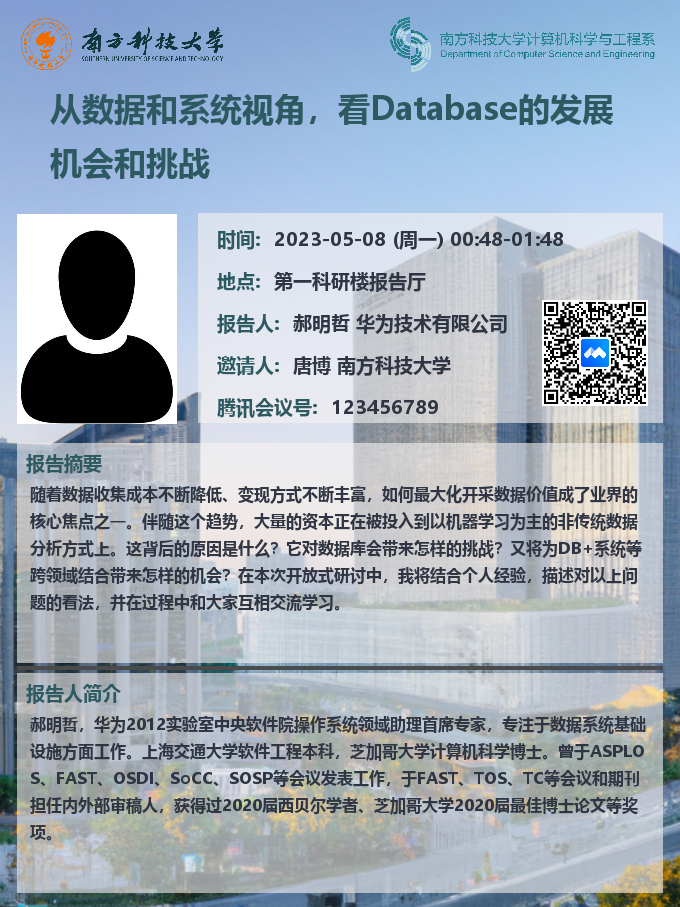 南方科技大学
SOUTHERN UNIVERSITY OF SCIENCE AND TECHNOLOGY
南方科技大学计算机科学与工程系
Department of Computer Science and Engineering
从数据和系统视角，看Database的发展
机会和挑战
时间：2023-05-08 (周一) 00:48-01:48
地点：第一科研楼报告厅
报告人：郝明哲 华为技术有限公司
邀请人：唐博 南方科技大学
腾讯会议号：123456789
报告摘要
随着数据收集成本不断降低、变现方式不断丰富，如何最大化开采数据价值成了业界的
核心焦点之一。伴随这个趋势，大量的资本正在被投入到以机器学习为主的非传统数据
分析方式上。这背后的原因是什么？它对数据库会带来怎样的挑战？又将为DB+系统等
跨领域结合带来怎样的机会？在本次开放式研讨中，我将结合个人经验，描述对以上问
题的看法，并在过程中和大家互相交流学习。
报告人简介
郝明哲，华为2012实验室中央软件院操作系统领域助理首席专家，专注于数据系统基础
设施方面工作。上海交通大学软件工程本科，芝加哥大学计算机科学博士。曾于ASPLO
S、FAST、OSDI、SoCC、SOSP等会议发表工作，于FAST、TOS、TC等会议和期刊
担任内外部审稿人，获得过2020届西贝尔学者、芝加哥大学2020届最佳博士论文等奖
项。